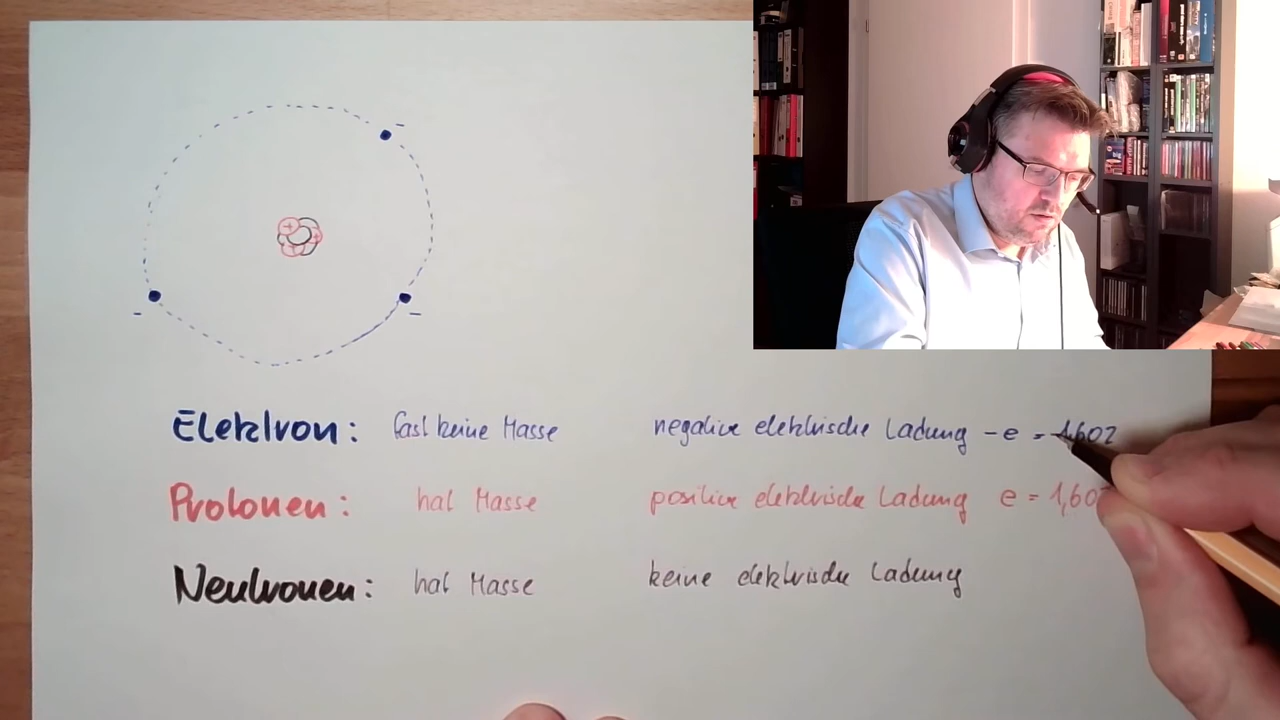 Elektron: fast keine Masse negative elektrische Ladung -e = -1,602
Protonen: hat Masse positive elektrische Ladung e = 1,602
Neutronen: hat Masse keine elektrische Ladung